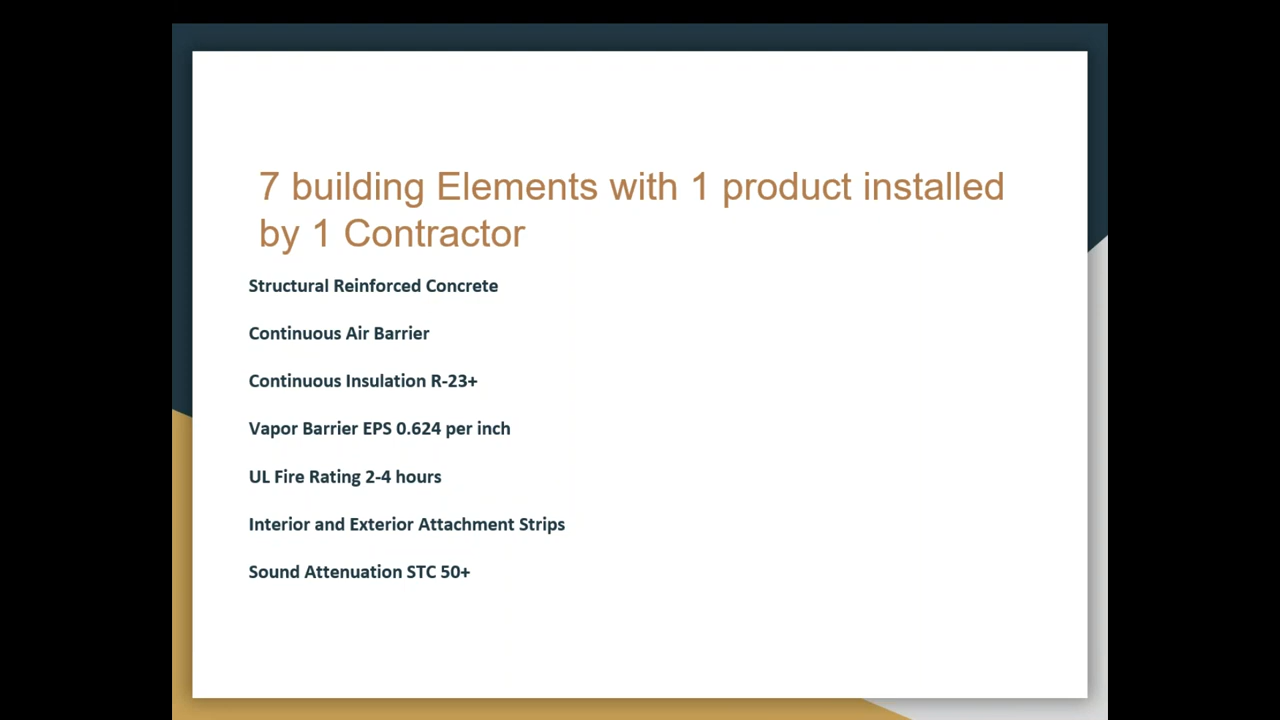 7 building Elements with 1 product installed
by 1 Contractor
Structural Reinforced Concrete
Continuous Air Barrier
Continuous Insulation R-23+
Vapor Barrier EPS 0.624 per inch
UL Fire Rating 2-4 hours
Interior and Exterior Attachment Strips
Sound Attenuation STC 50+